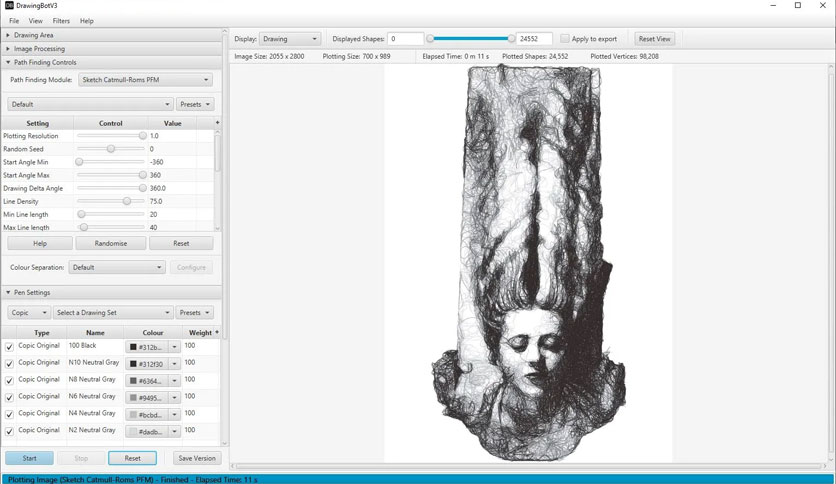 DrawingBotV3
File View Filters Help
Drawing Area
Image Processing
Path Finding Controls
Path Finding Module: Sketch Catmull-Roms PFM
Default Presets
Setting Control Value +
Plotting Resolution 1.0
Random Seed 0
Start Angle Min -360
Start Angle Max 360
Drawing Delta Angle 360.0
Line Density 75.0
Min Line length 20
Max Line length 40
Help Randomise Reset
Colour Separation: Default Configure
Pen Settings
Copic Select a Drawing Set Presets
Type Name Colour Weight +
Copic Original 100 Black #312b... 100
Copic Original N10 Neutral Gray #312f30 100
Copic Original N8 Neutral Gray #6364... 100
Copic Original N6 Neutral Gray #9495... 100
Copic Original N4 Neutral Gray #bcbd... 100
Copic Original N2 Neutral Gray #dadb... 100
Start Stop Reset Save Version
Display: Drawing Displayed Shapes: 0 24552 Apply to export Reset View
Image Size: 2055 x 2800 Plotting Size: 700 x 989 Elapsed Time: 0 m 11 s Plotted Shapes: 24,552 Plotted Vertices: 98,208
Plotting Image (Sketch Catmull-Roms PFM) - Finished - Elapsed Time: 11 s